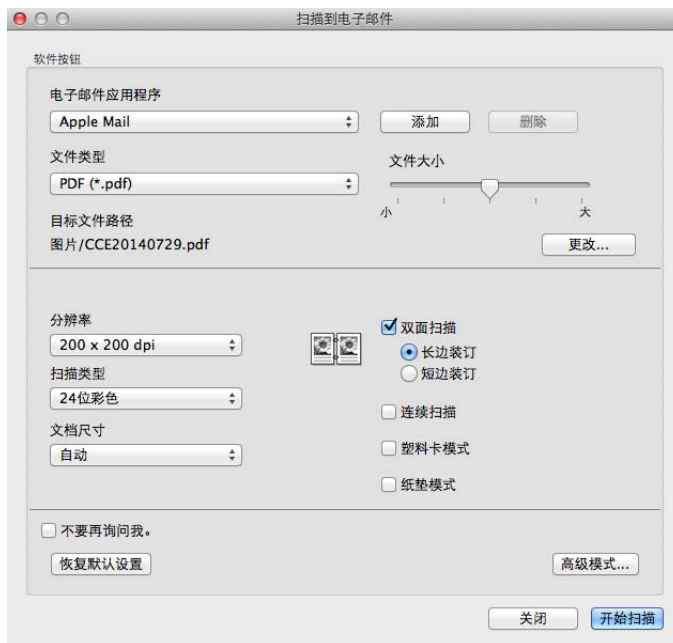 扫描到电子邮件
软件按钮
电子邮件应用程序
Apple Mail
添加
删除
文件类型
PDF (*.pdf)
文件大小
小
大
目标文件路径
图片/CCE20140729.pdf
更改...
分辨率
200 x 200 dpi
双面扫描
长边装订
短边装订
扫描类型
24位彩色
连续扫描
文档尺寸
自动
塑料卡模式
纸垫模式
不要再询问我。
恢复默认设置
高级模式...
关闭
开始扫描